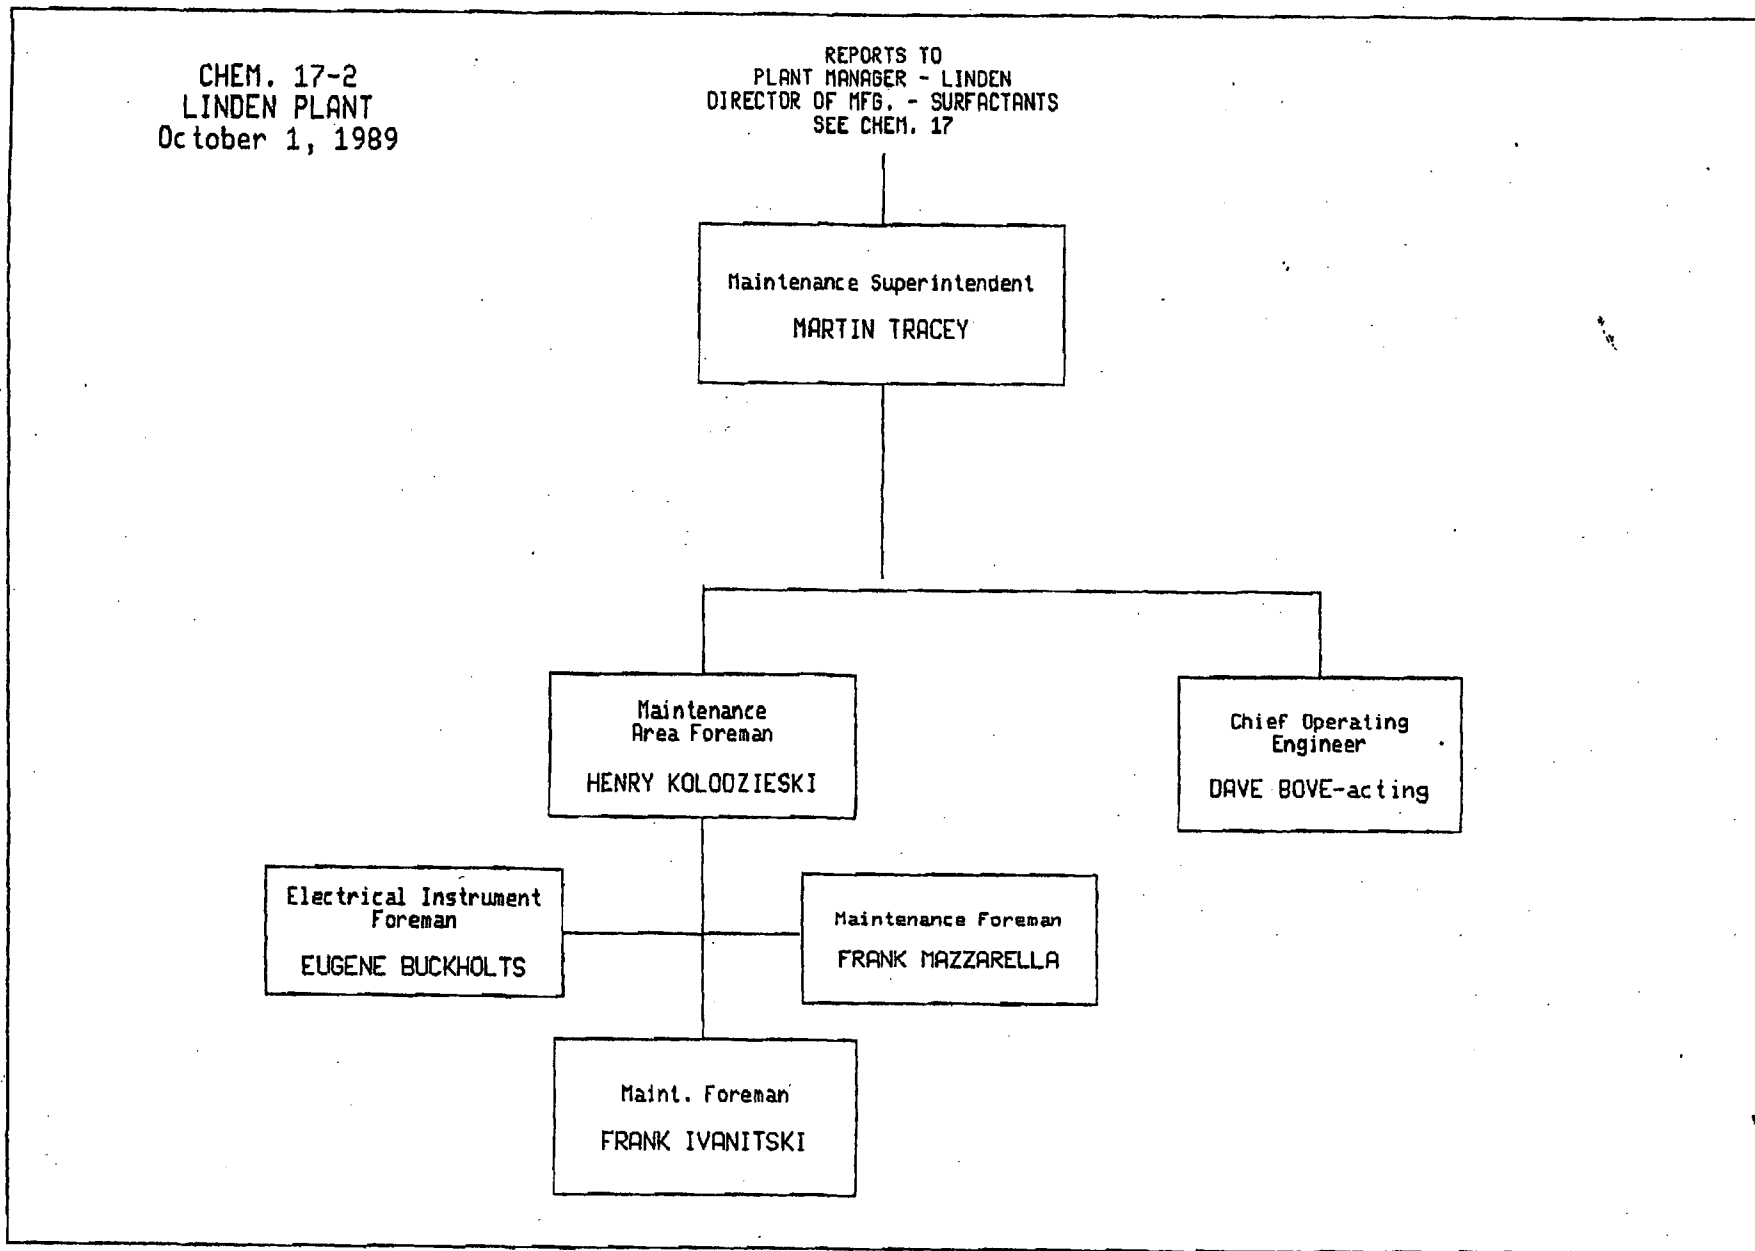 CHEM. 17-2
LINDEN PLANT
October 1, 1989
REPORTS TO
PLANT MANAGER - LINDEN
DIRECTOR OF MFG. - SURFACTANTS
SEE CHEM. 17
Maintenance Superintendent
MARTIN TRACEY
Maintenance
Area Foreman
HENRY KOLODZIESKI
Chief Operating
Engineer
DAVE BOVE-acting
Electrical Instrument
Foreman
EUGENE BUCKHOLTS
Maintenance Foreman
FRANK MAZZARELLA
Maint. Foreman
FRANK IVANITSKI